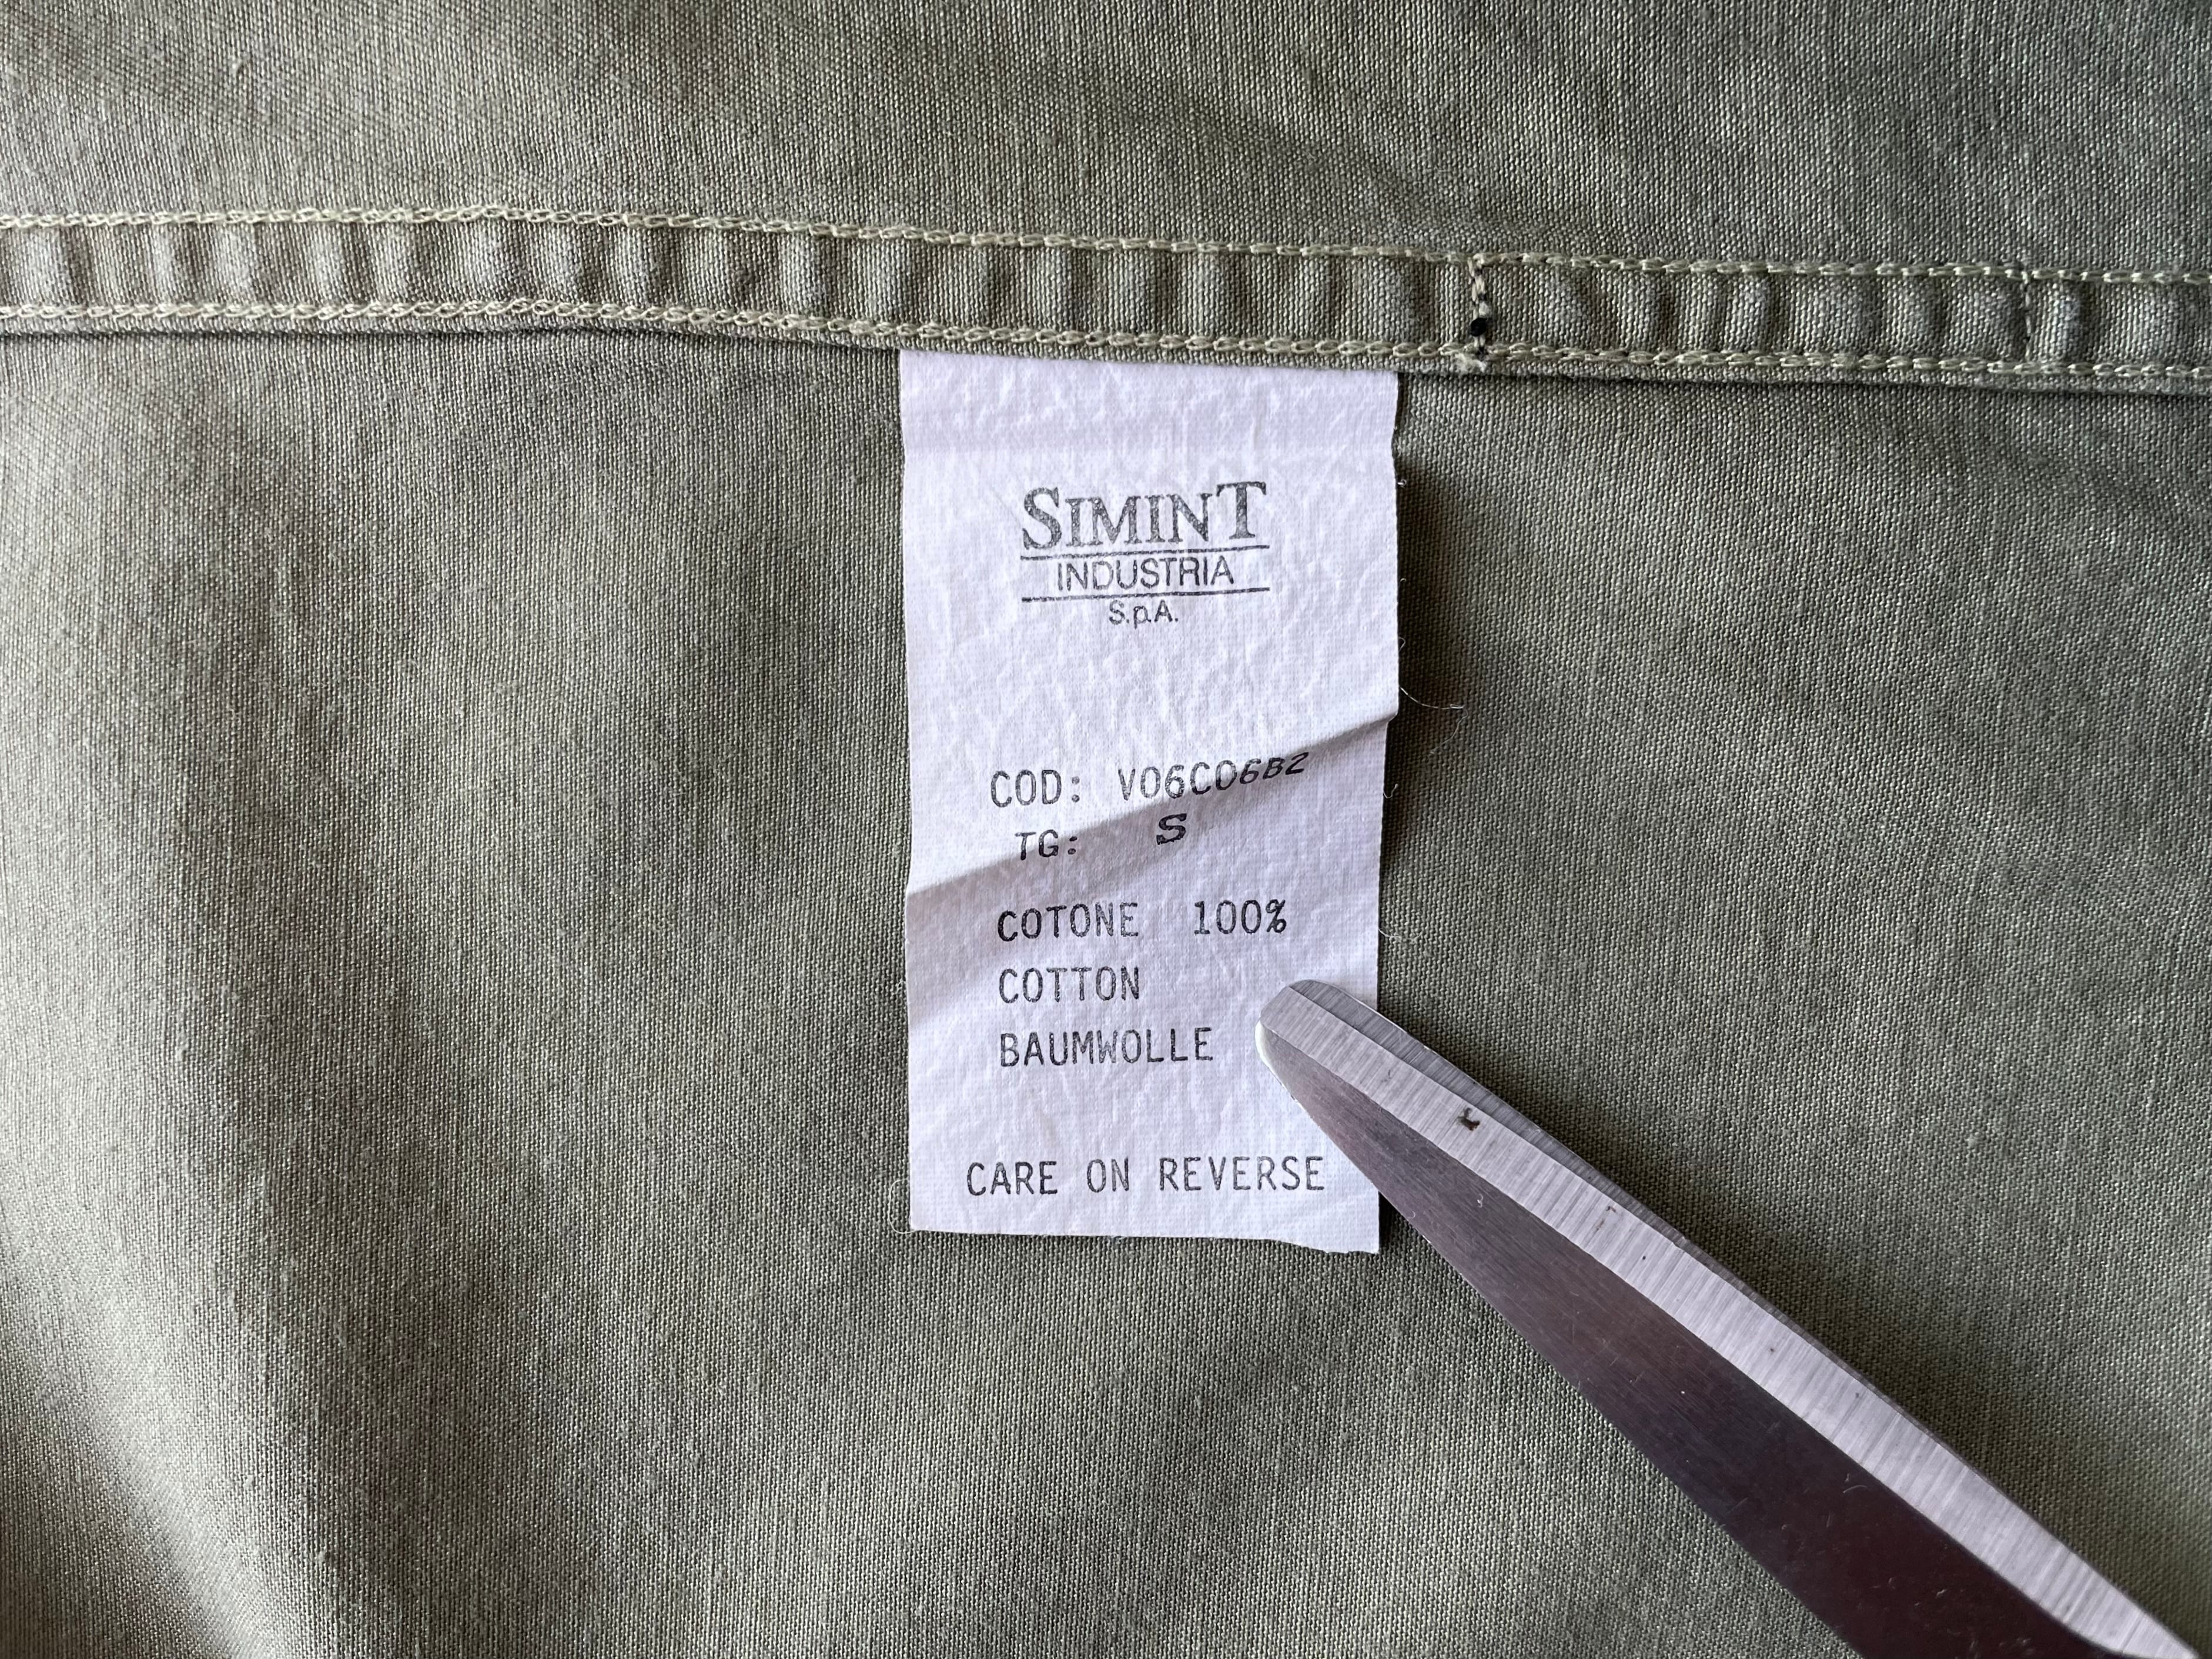 SIMINT
INDUSTRIA
S.p.A.
COD: V06C06B2
TG: S
COTONE 100%
COTTON
BAUMWOLLE
CARE ON REVERSE